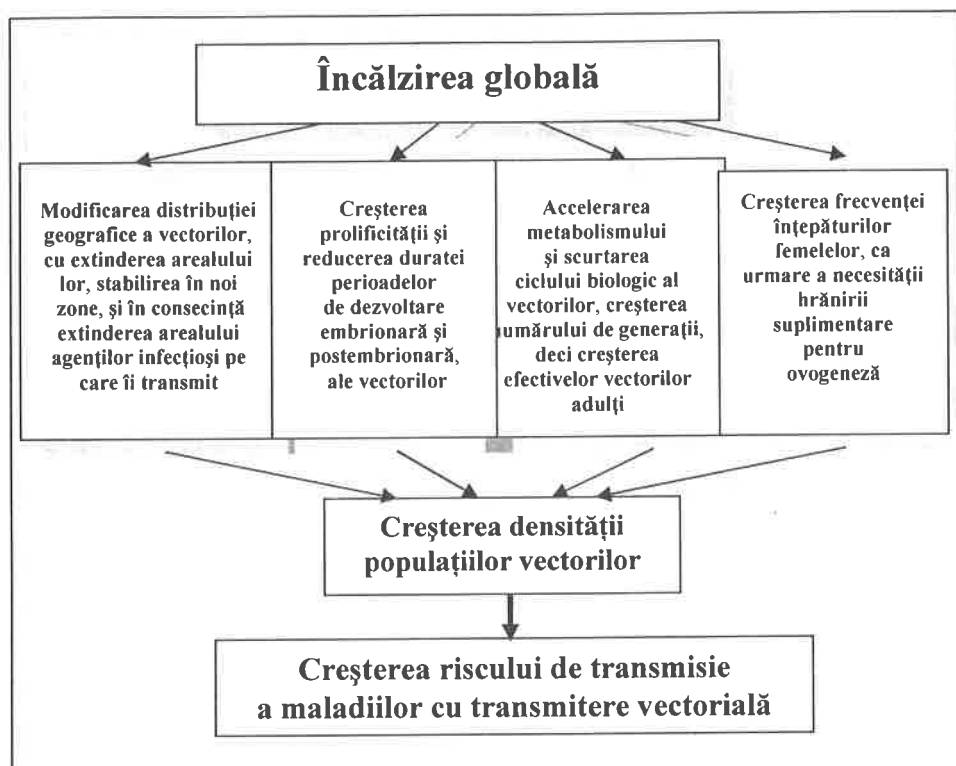 Încălzirea globală
Modificarea distribuţiei
geografice a vectorilor,
cu extinderea arealului
lor, stabilirea în noi
zone, şi în consecinţă
extinderea arealului
agenţilor infecţioşi pe
care îi transmit
Creşterea
prolificităţii şi
reducerea duratei
perioadelor
de dezvoltare
embrionară şi
postembrionară,
ale vectorilor
Accelerarea
metabolismului
şi scurtarea
ciclului biologic al
vectorilor, creşterea
umărului de generaţii,
deci creşterea
efectivelor vectorilor
adulţi
Creşterea frecvenţei
înţepăturilor
femelelor, ca
urmare a necesităţii
hrănirii
suplimentare
pentru
ovogeneză
Creşterea densităţii
populaţiilor vectorilor
Creşterea riscului de transmisie
a maladiilor cu transmitere vectorială